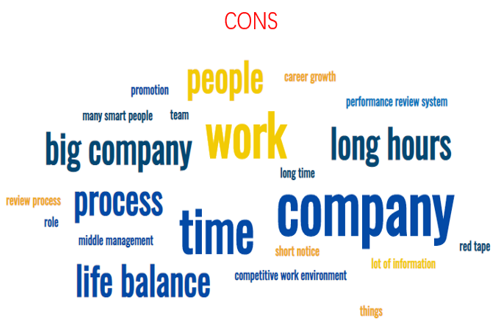 CONS
people
career growth
promotion
performance review system
many smart people
team
work
big company
long hours
long time
review process
process
company
role
time
middle management
red tape
short notice
lot of information
life balance
competitive work environment
things